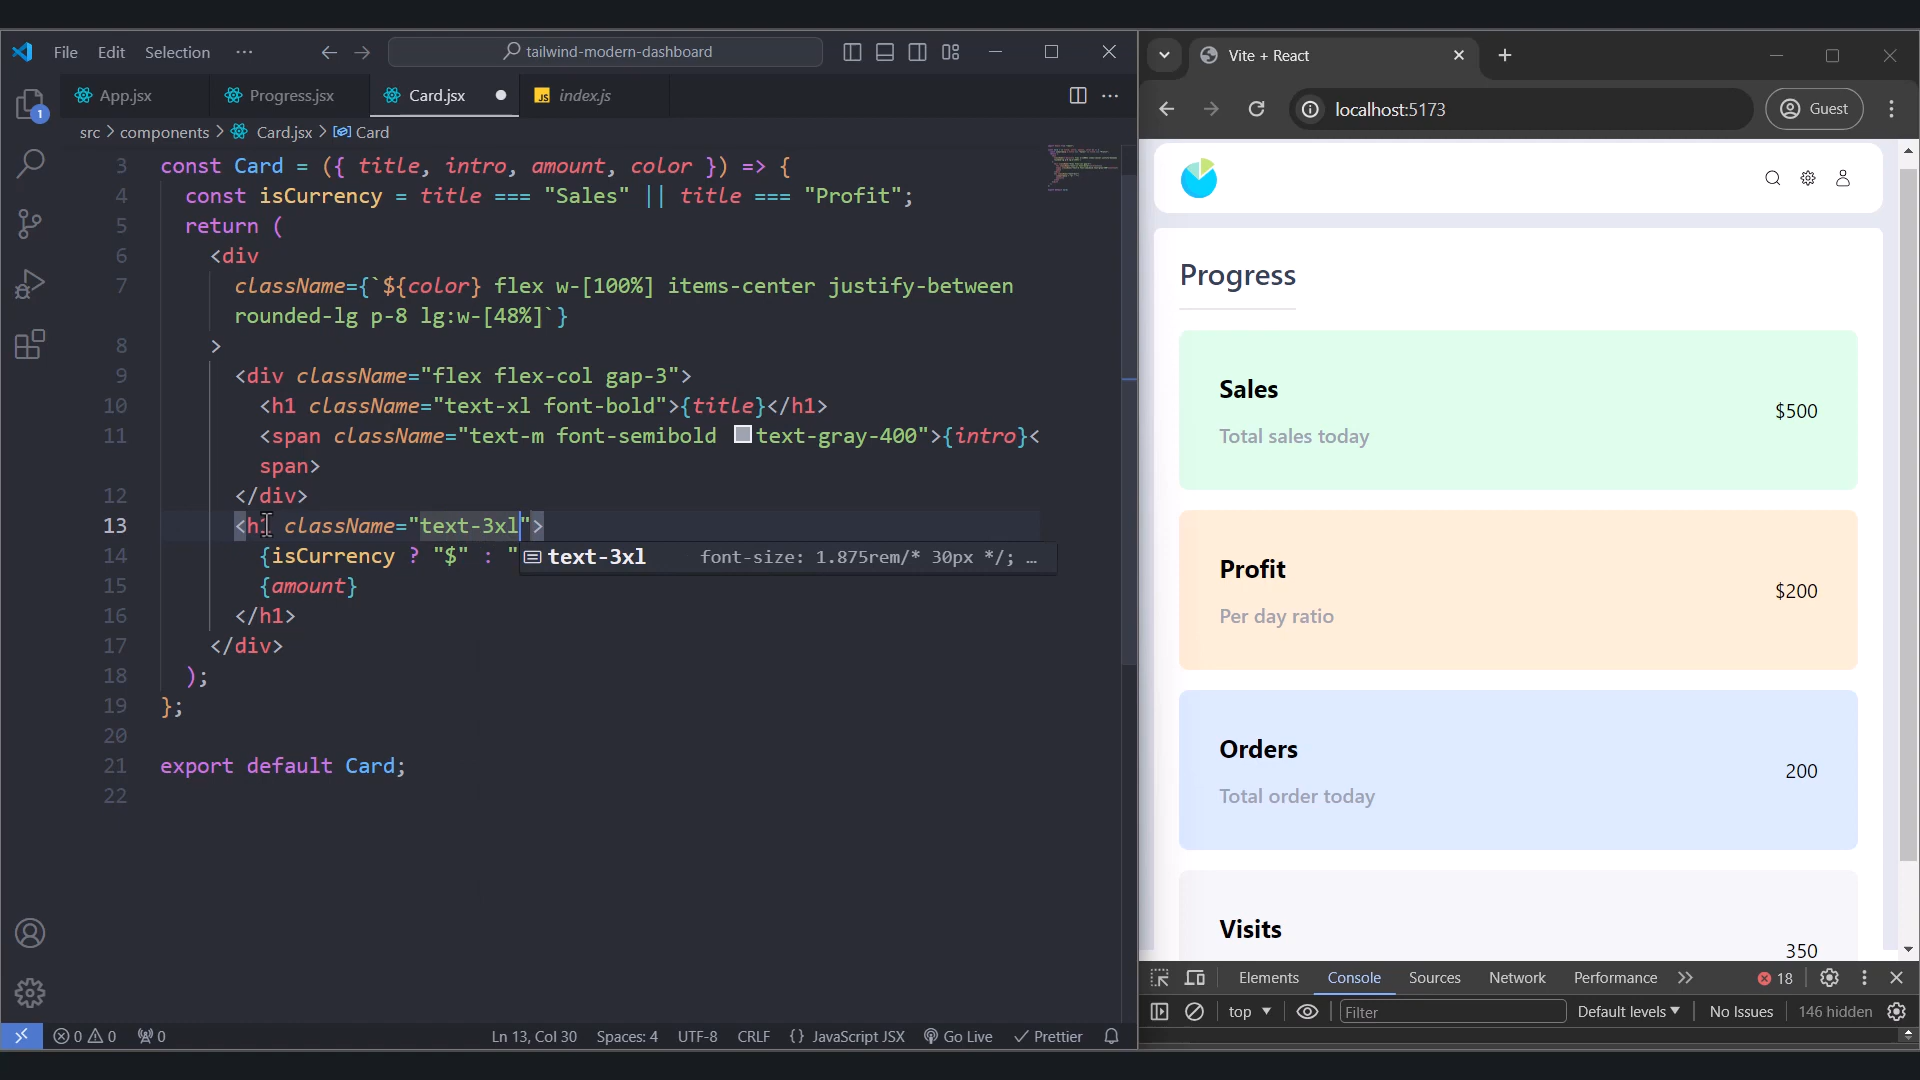 File Edit Selection ··· tailwind-modern-dashboard
App.jsx Progress.jsx Card.jsx JS index.js ···
src > components > Card.jsx > Card
3 const Card = ({ title, intro, amount, color }) => {
4 const isCurrency = title === "Sales" || title === "Profit";
5 return (
6 <div
7 className={`${color} flex w-[100%] items-center justify-between
rounded-lg p-8 lg:w-[48%]`}
8 >
9 <div className="flex flex-col gap-3">
10 <h1 className="text-xl font-bold">{title}</h1>
11 <span className="text-m font-semibold text-gray-400">{intro}<
span>
12 </div>
13 <h1 className="text-3xl">
14 {isCurrency ? "$" : "
text-3xl font-size: 1.875rem/* 30px */; …
15 {amount}
16 </h1>
17 </div>
18 );
19 };
20
21 export default Card;
22
1
0 0 0 Ln 13, Col 30 Spaces: 4 UTF-8 CRLF {} JavaScript JSX Go Live Prettier
Vite + React
localhost:5173 Guest
Progress
Sales
$500
Total sales today
Profit
$200
Per day ratio
Orders
200
Total order today
Visits
350
Elements Console Sources Network Performance 18
top Filter Default levels No Issues 146 hidden